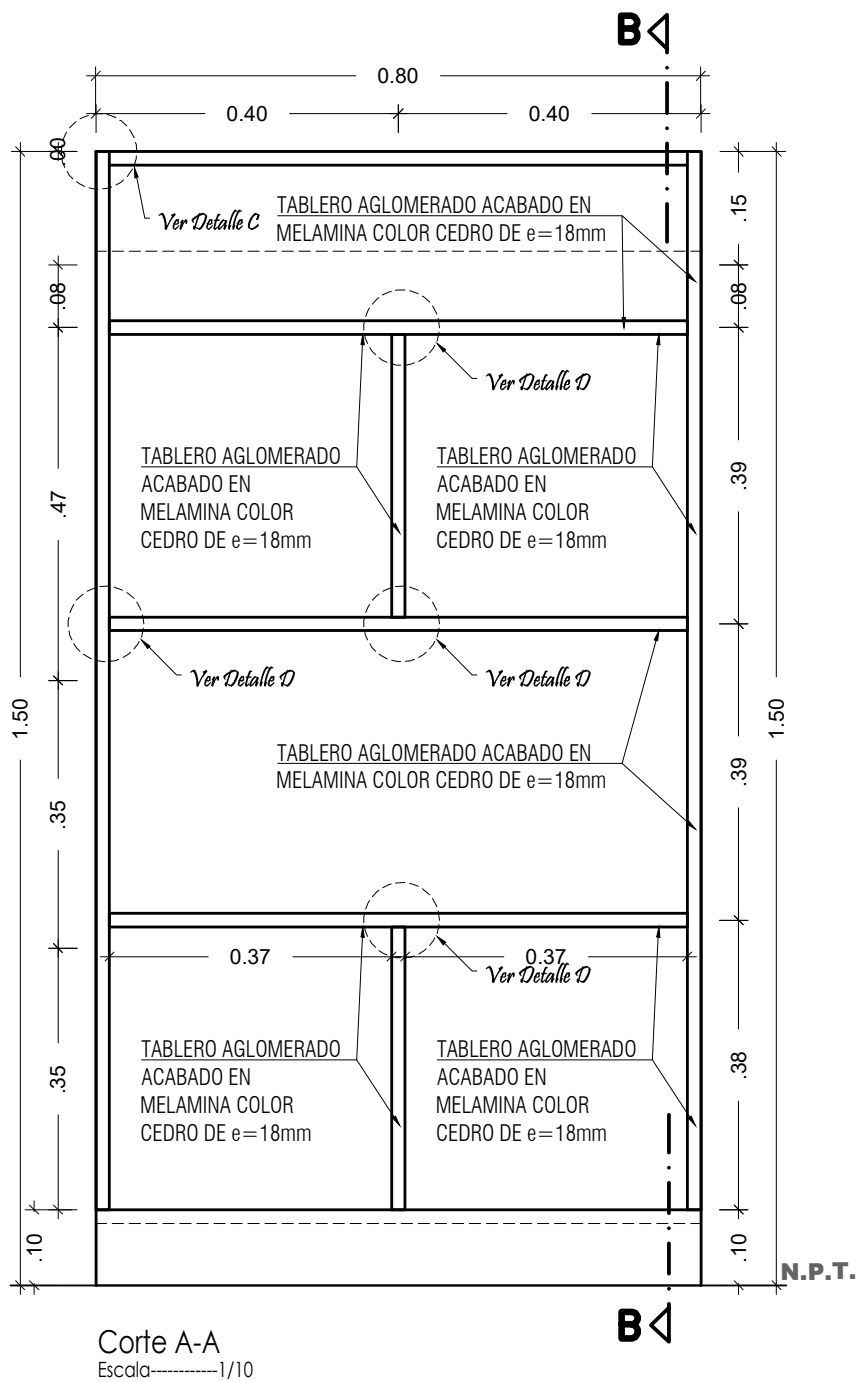 B
0.80
0.40
0.40
.00
.15
Ver Detalle C
TABLERO AGLOMERADO ACABADO EN
MELAMINA COLOR CEDRO DE e=18mm
.08
.08
Ver Detalle D
TABLERO AGLOMERADO
ACABADO EN
MELAMINA COLOR
CEDRO DE e=18mm
TABLERO AGLOMERADO
ACABADO EN
MELAMINA COLOR
CEDRO DE e=18mm
.47
.39
Ver Detalle D
Ver Detalle D
1.50
1.50
TABLERO AGLOMERADO ACABADO EN
MELAMINA COLOR CEDRO DE e=18mm
.35
.39
0.37
0.37
Ver Detalle D
TABLERO AGLOMERADO
ACABADO EN
MELAMINA COLOR
CEDRO DE e=18mm
TABLERO AGLOMERADO
ACABADO EN
MELAMINA COLOR
CEDRO DE e=18mm
.35
.38
.10
.10
N.P.T.
B
Corte A-A
Escala------------1/10